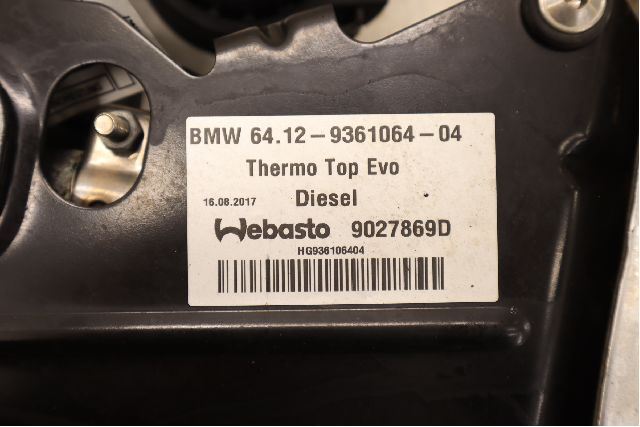 BMW 64.12-9361064-04
Thermo Top Evo
16.08.2017 Diesel
Webasto 9027869D
HG936106404